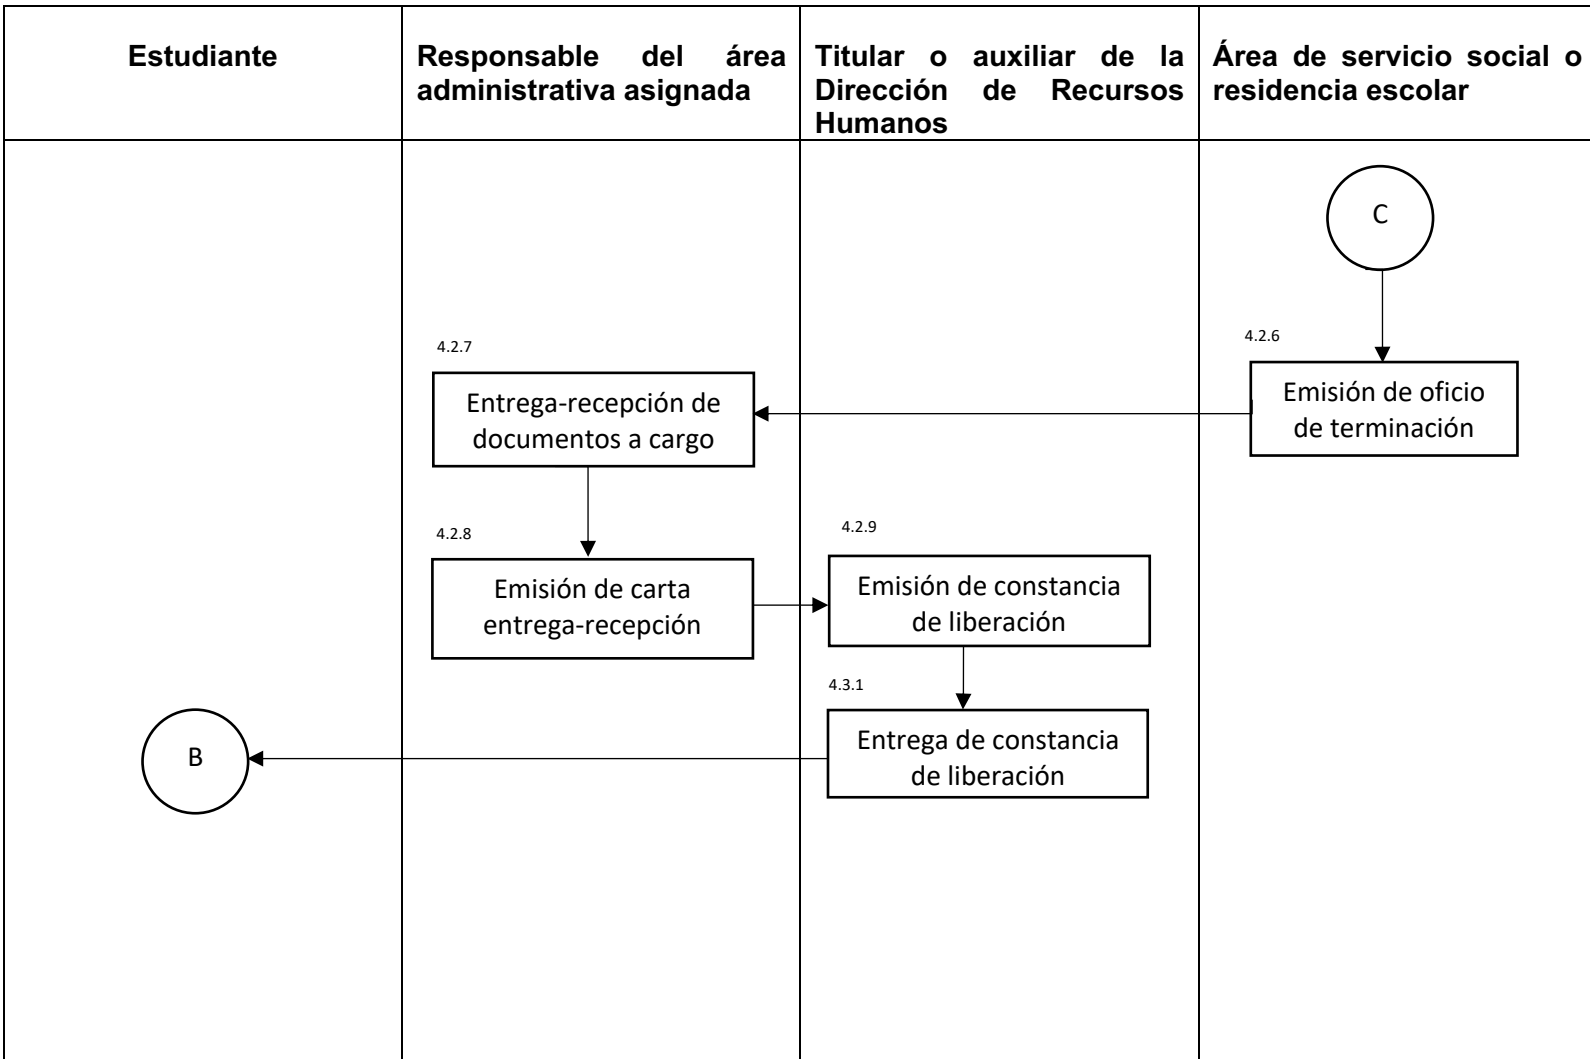 Estudiante
Responsable del área
administrativa asignada
Titular o auxiliar de la
Dirección de Recursos
Humanos
Área de servicio social o
residencia escolar
C
4.2.6
Emisión de oficio
de terminación
4.2.7
Entrega-recepción de
documentos a cargo
4.2.8
Emisión de carta
entrega-recepción
4.2.9
Emisión de constancia
de liberación
4.3.1
Entrega de constancia
de liberación
B